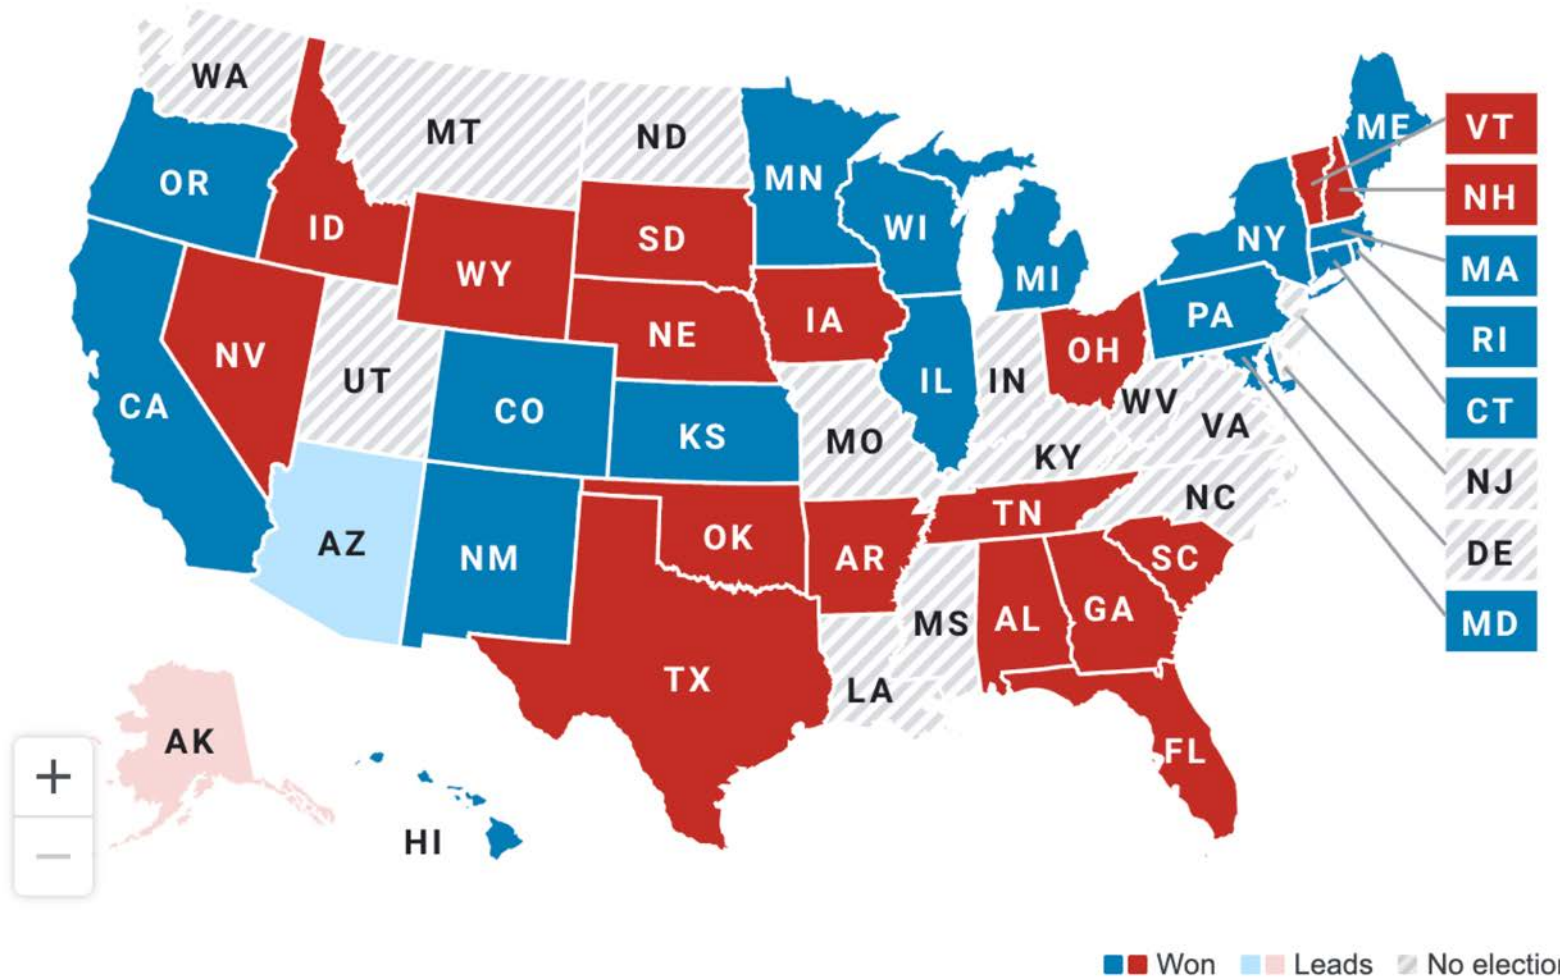 WA
MT
ND
MN
ME
VT
OR
ID
SD
WI
NH
WY
MI
NY
MA
NV
NE
IA
PA
RI
UT
CO
IL
IN
OH
WV
CA
KS
MO
KY
VA
CT
AZ
NM
OK
AR
TN
NC
NJ
SC
DE
TX
MS
AL
GA
MD
LA
AK
FL
+
HI
−
Won Leads No election